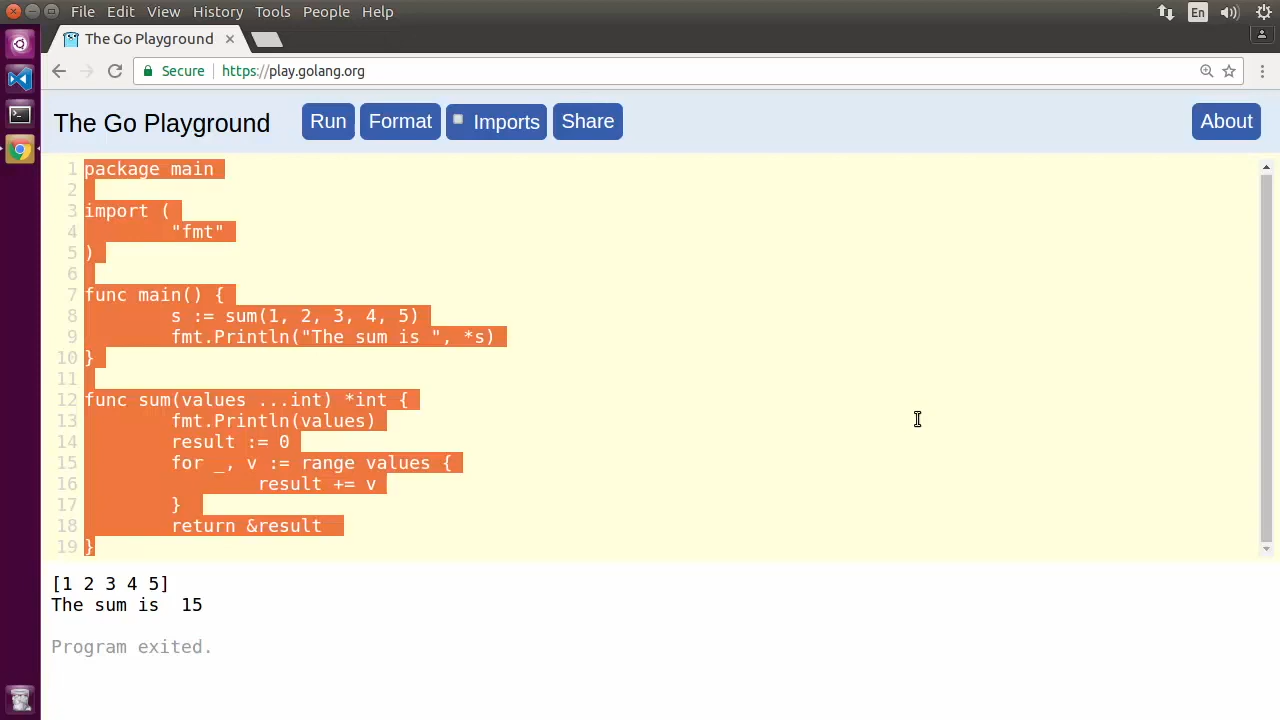 File Edit View History Tools People Help
En
The Go Playground
Secure https://play.golang.org
The Go Playground Run Format Imports Share About
1 package main
2
3 import (
4 "fmt"
5 )
6
7 func main() {
8 s := sum(1, 2, 3, 4, 5)
9 fmt.Println("The sum is ", *s)
10 }
11
12 func sum(values ...int) *int {
13 fmt.Println(values)
14 result := 0
15 for _, v := range values {
16 result += v
17 }
18 return &result
19 }
[1 2 3 4 5]
The sum is  15
Program exited.